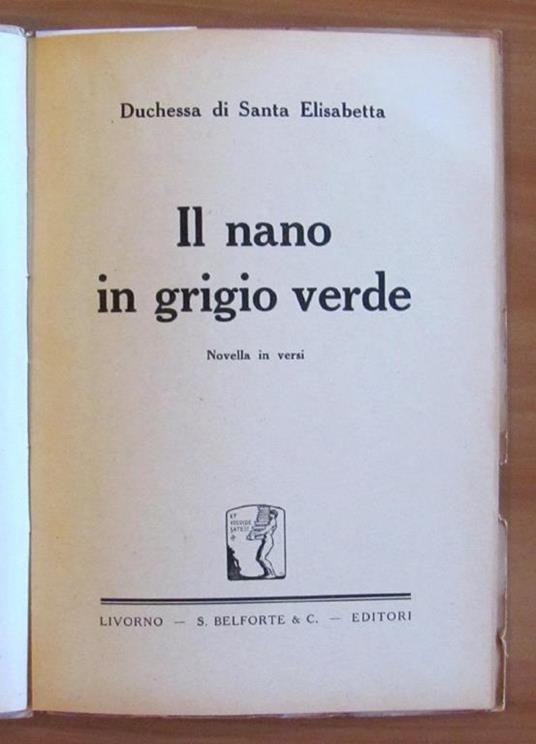 Duchessa di Santa Elisabetta
Il nano
in grigio verde
Novella in versi
LIVORNO — S. BELFORTE & C. — EDITORI